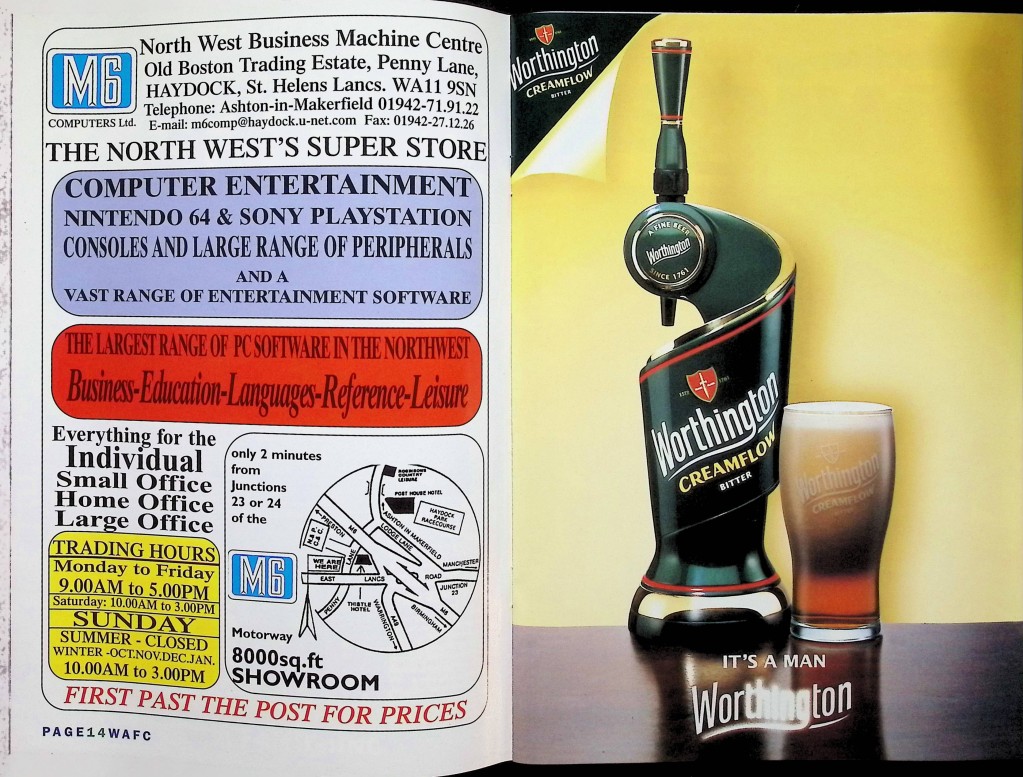 North West Business Machine Centre
Old Boston Trading Estate, Penny Lane,
HAYDOCK, St. Helens Lancs. WA11 9SN
Telephone: Ashton-in-Makerfield 01942-71.91.22
E-mail: m6comp@haydock.u-net.com Fax: 01942-27.12.26
M6
COMPUTERS Ltd.
THE NORTH WEST'S SUPER STORE
COMPUTER ENTERTAINMENT
NINTENDO 64 & SONY PLAYSTATION
CONSOLES AND LARGE RANGE OF PERIPHERALS
AND A
VAST RANGE OF ENTERTAINMENT SOFTWARE
THE LARGEST RANGE OF PC SOFTWARE IN THE NORTHWEST
Business-Education-Languages-Reference-Leisure
Everything for the
Individual
Small Office
Home Office
Large Office
TRADING HOURS
Monday to Friday
9.00AM to 5.00PM
Saturday: 10.00AM to 3.00PM
SUNDAY
SUMMER - CLOSED
WINTER -OCT.NOV.DEC.JAN.
10.00AM to 3.00PM
only 2 minutes
from
Junctions
23 or 24
of the
M6
Motorway
8000sq.ft
SHOWROOM
ROBINSONS
COUNTRY
LEISURE
POST HOUSE HOTEL
HAYDOCK
PARK
RACECOURSE
PRESTON
M6
ASHTON IN MAKERFIELD
LODGE LANE
WE ARE
HERE
LANE
MANCHESTER
EAST
LANCS
ROAD
JUNCTION
23
PENNY
THISTLE
HOTEL
WARRINGTON
A49
BIRMINGHAM
M6
FIRST PAST THE POST FOR PRICES
PAGE14WAFC
Worthington
CREAMFLOW
BITTER
A FINE BEER
Worthington
SINCE 1761
ESTD 1761
Worthington
CREAMFLOW
BITTER
Worthington
CREAMFLOW
IT'S A MAN
Worthington